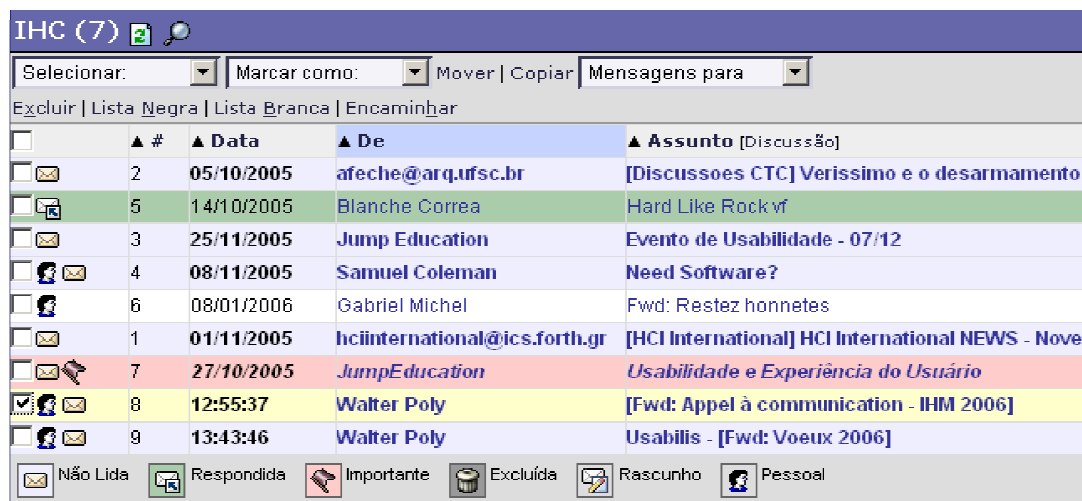 IHC (7)
Selecionar: Marcar como: Mover | Copiar Mensagens para
Excluir | Lista Negra | Lista Branca | Encaminhar
▲ # ▲ Data ▲ De ▲ Assunto [Discussão]
2 05/10/2005 afeche@arq.ufsc.br [Discussoes CTC] Verissimo e o desarmamento
5 14/10/2005 Blanche Correa Hard Like Rock vf
3 25/11/2005 Jump Education Evento de Usabilidade - 07/12
4 08/11/2005 Samuel Coleman Need Software?
6 08/01/2006 Gabriel Michel Fwd: Restez honnetes
1 01/11/2005 hciinternational@ics.forth.gr [HCI International] HCI International NEWS - Nove
7 27/10/2005 JumpEducation Usabilidade e Experiência do Usuário
8 12:55:37 Walter Poly [Fwd: Appel à communication - IHM 2006]
9 13:43:46 Walter Poly Usabilis - [Fwd: Voeux 2006]
Não Lida Respondida Importante Excluída Rascunho Pessoal